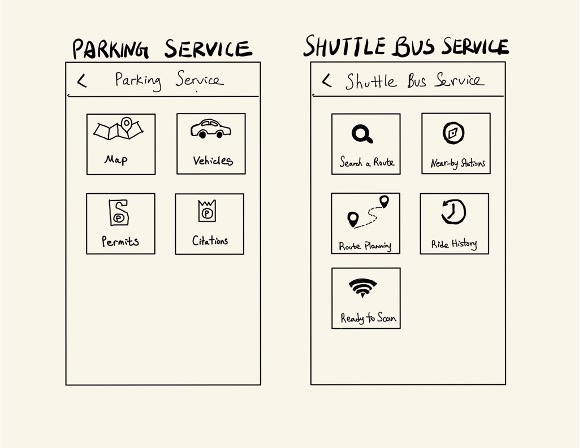 PARKING SERVICE
SHUTTLE BUS SERVICE
< Parking Service
< Shuttle Bus Service
Map
Vehicles
Permits
Citations
Search a Route
Near-by Stations
Route Planning
Ride History
Ready to Scan
P
P